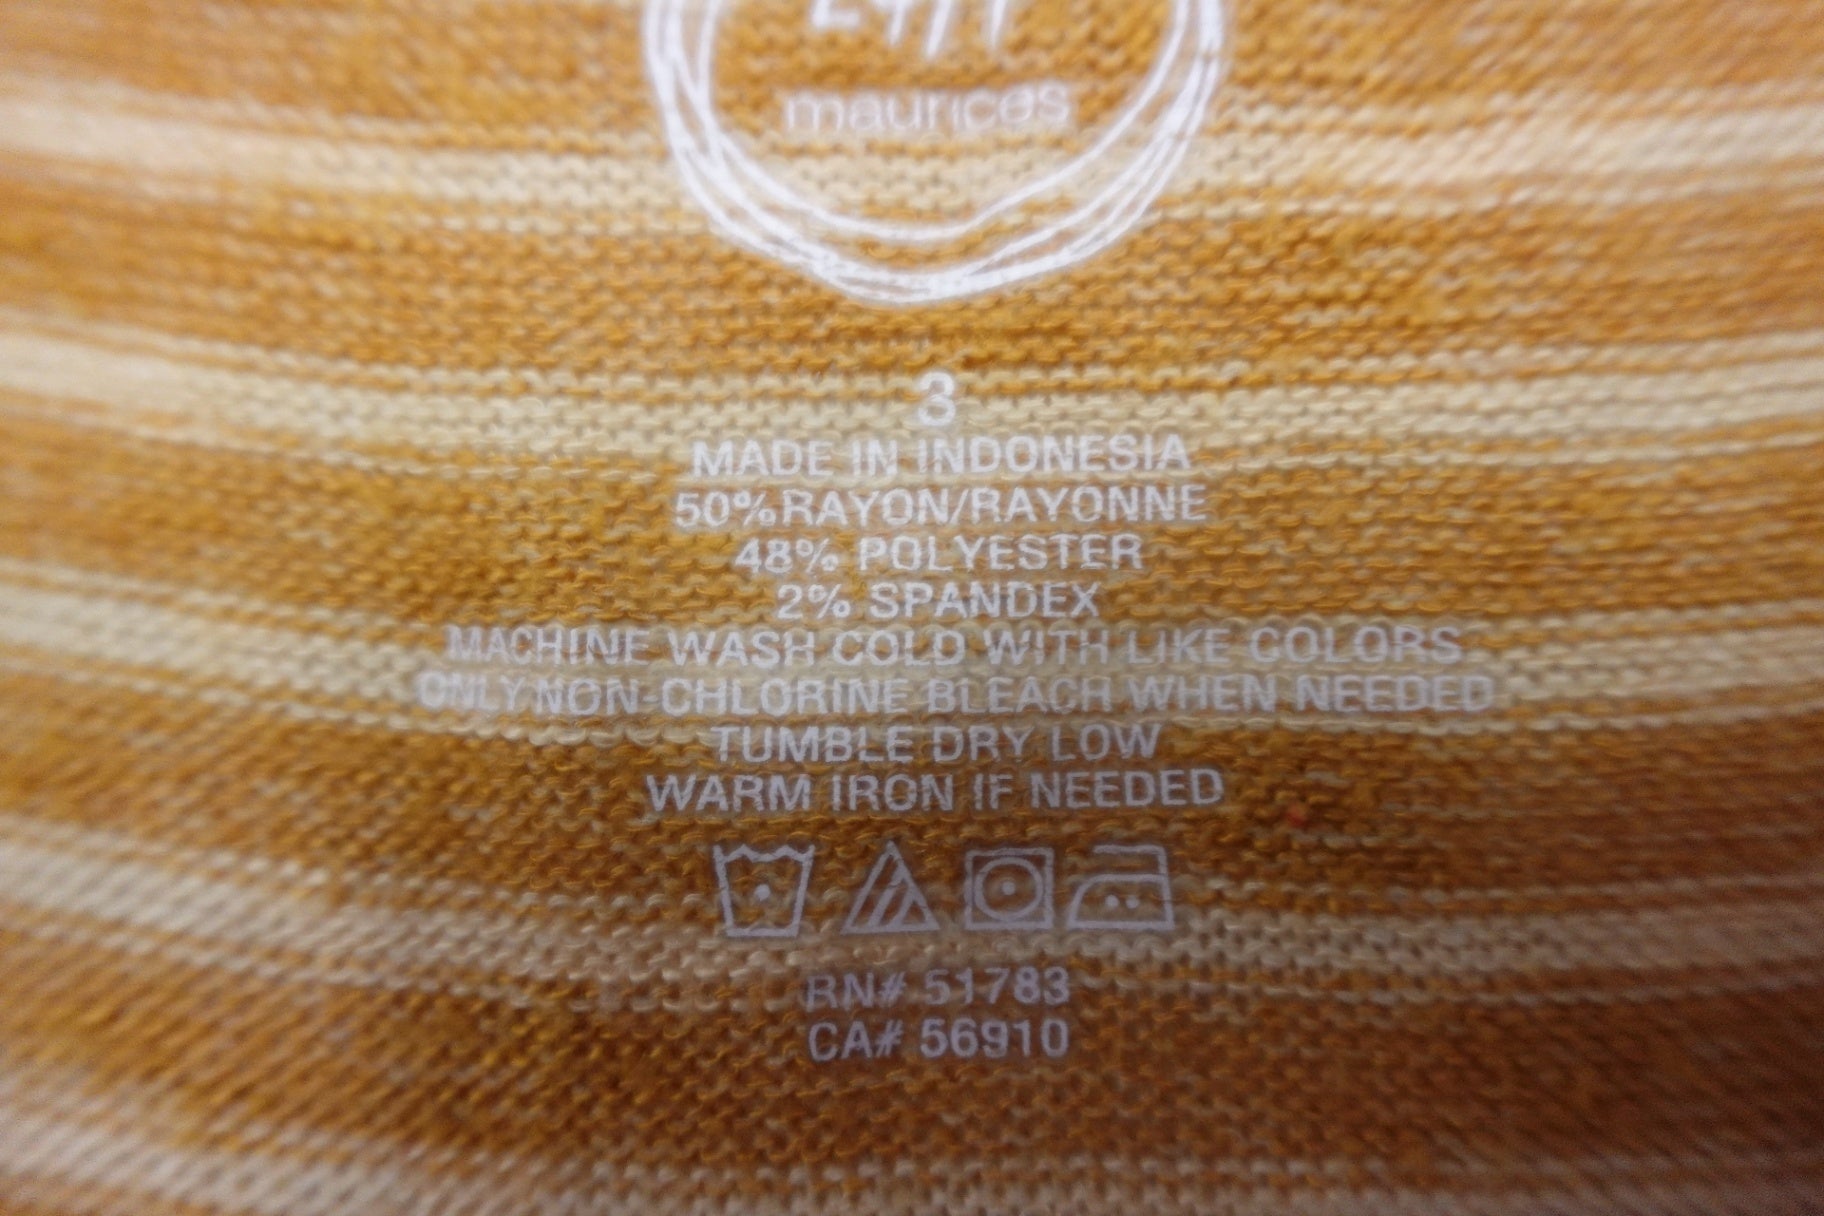 maurices
3
MADE IN INDONESIA
50%RAYON/RAYONNE
48% POLYESTER
2% SPANDEX
MACHINE WASH COLD WITH LIKE COLORS
ONLY NON-CHLORINE BLEACH WHEN NEEDED
TUMBLE DRY LOW
WARM IRON IF NEEDED
RN# 51783
CA# 56910